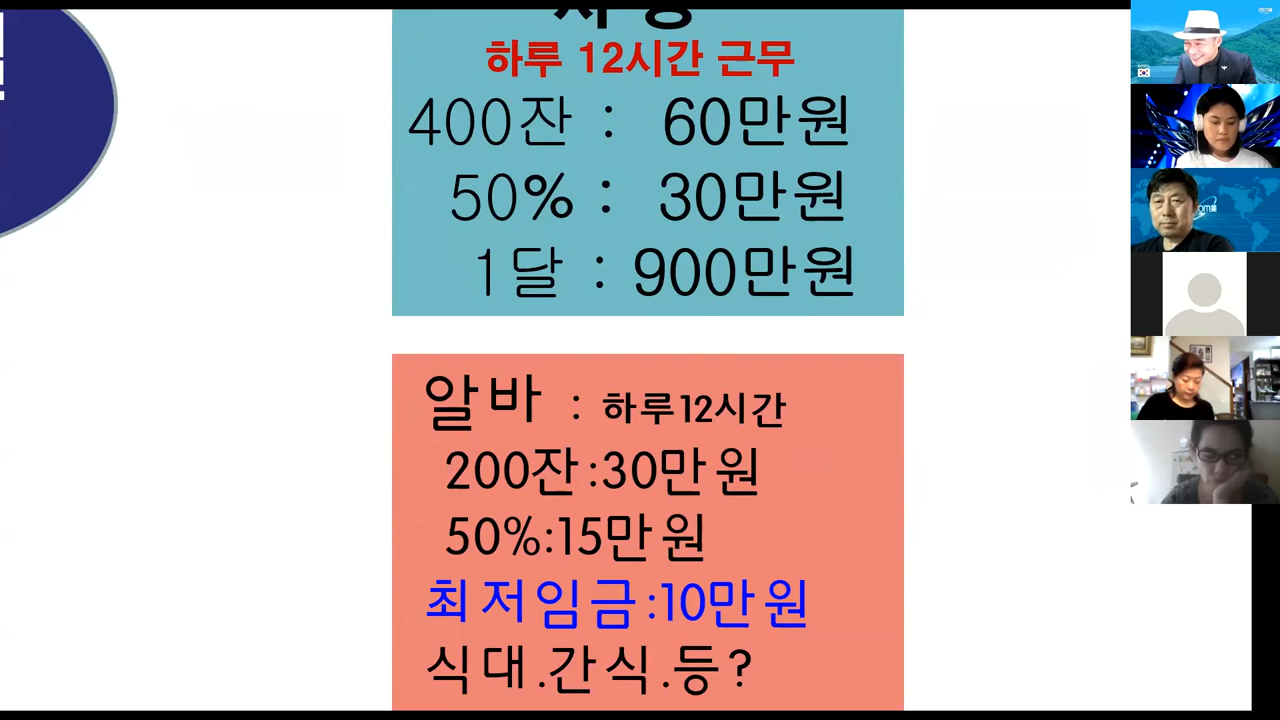 하루 12시간 근무
400잔 : 60만원
50% : 30만원
1달 : 900만원
알바 : 하루12시간
200잔:30만원
50%:15만원
최저임금:10만원
식대.간식.등?